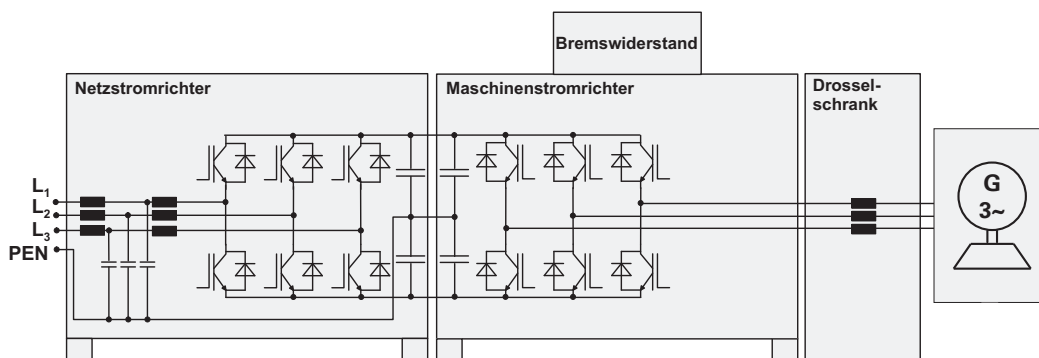 Bremswiderstand
Netzstromrichter
Maschinenstromrichter
Drossel-
schrank
L1
L2
L3
PEN
G
3~